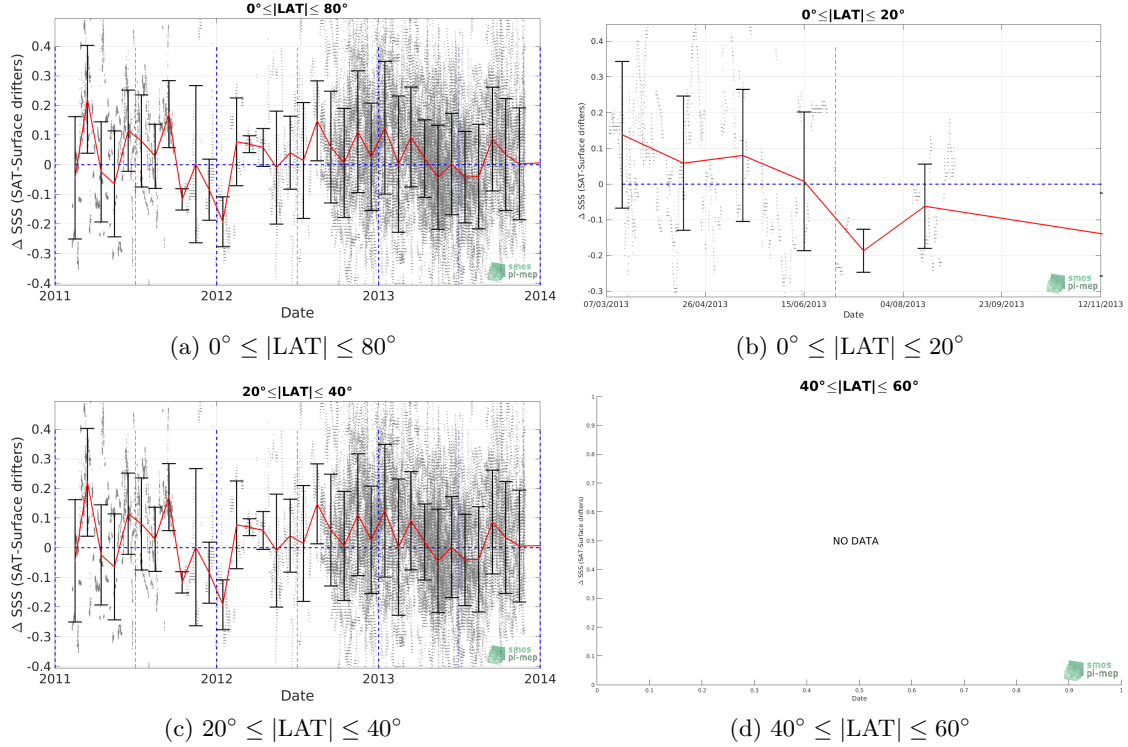 0°≤|LAT|≤ 80°
Δ SSS (SAT-Surface drifters)
0.4
0.3
0.2
0.1
0
-0.1
-0.2
-0.3
-0.4
2011
2012
2013
2014
Date
smos
pi-mep
(a) 0° ≤ |LAT| ≤ 80°
0°≤|LAT|≤ 20°
Δ SSS (SAT-Surface drifters)
0.4
0.3
0.2
0.1
0
-0.1
-0.2
-0.3
07/03/2013
26/04/2013
15/06/2013
04/08/2013
23/09/2013
12/11/2013
Date
smos
pi-mep
(b) 0° ≤ |LAT| ≤ 20°
20°≤|LAT|≤ 40°
Δ SSS (SAT-Surface drifters)
0.4
0.3
0.2
0.1
0
-0.1
-0.2
-0.3
-0.4
2011
2012
2013
2014
Date
smos
pi-mep
(c) 20° ≤ |LAT| ≤ 40°
40°≤|LAT|≤ 60°
Δ SSS (SAT-Surface drifters)
1
0.9
0.8
0.7
0.6
0.5
0.4
0.3
0.2
0.1
0
NO DATA
0
0.1
0.2
0.3
0.4
0.5
0.6
0.7
0.8
0.9
1
Date
smos
pi-mep
(d) 40° ≤ |LAT| ≤ 60°